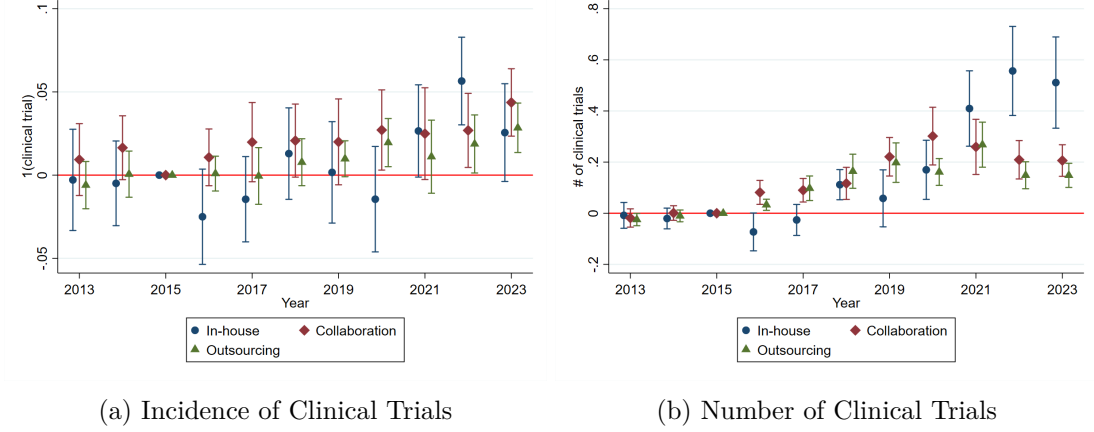 .1
.05
0
-.05
1(clinical trial)
2013 2015 2017 2019 2021 2023
Year
In-house Collaboration
Outsourcing
(a) Incidence of Clinical Trials
.8
.6
.4
.2
0
-.2
# of clinical trials
2013 2015 2017 2019 2021 2023
Year
In-house Collaboration
Outsourcing
(b) Number of Clinical Trials